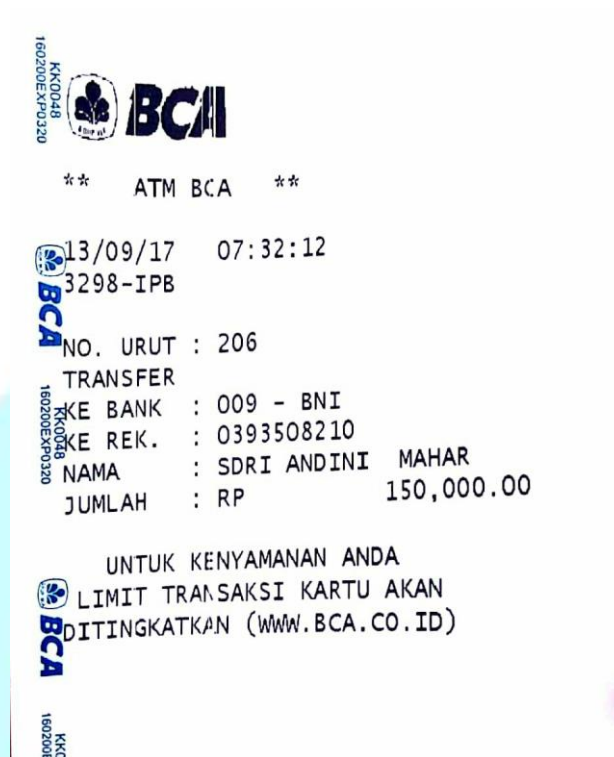 KK0048
160200EXP0320
BCA
** ATM BCA **
13/09/17 07:32:12
3298-IPB
BCA
NO. URUT : 206
TRANSFER
KE BANK : 009 - BNI
KE REK. : 0393508210
NAMA : SDRI ANDINI MAHAR
JUMLAH : RP 150,000.00
KK0048
160200EXP0320
UNTUK KENYAMANAN ANDA
LIMIT TRANSAKSI KARTU AKAN
DITINGKATKAN (WWW.BCA.CO.ID)
BCA